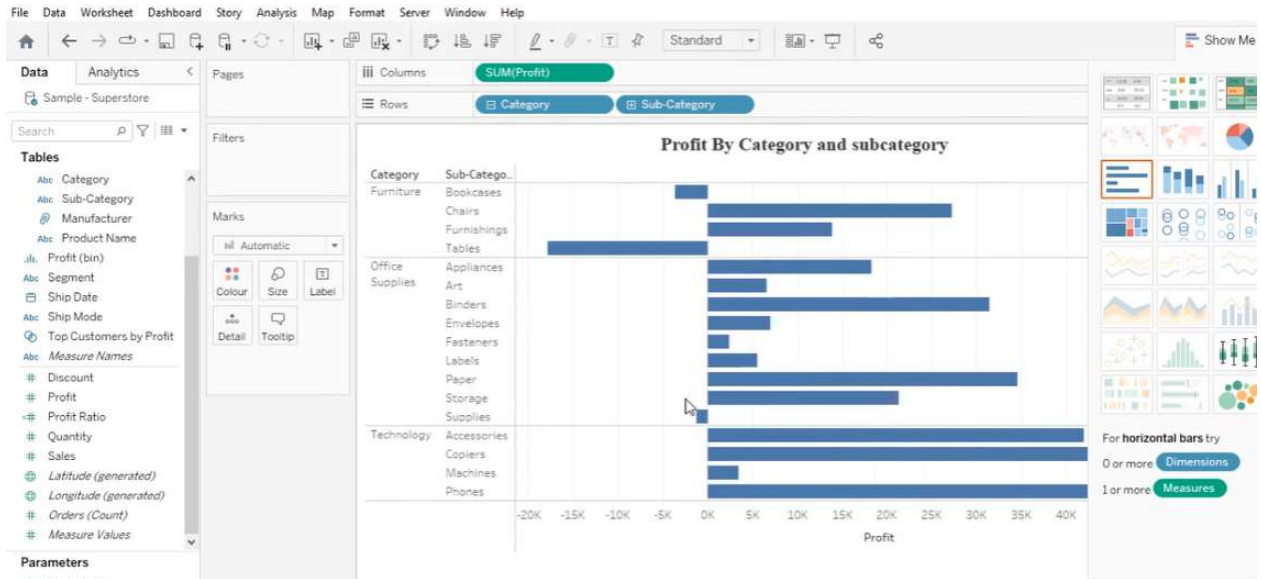 File Data Worksheet Dashboard Story Analysis Map Format Server Window Help
Standard
Show Me
Data Analytics
Sample - Superstore
Search
Tables
Abc Category
Abc Sub-Category
Manufacturer
Abc Product Name
Profit (bin)
Abc Segment
Ship Date
Abc Ship Mode
Top Customers by Profit
Abc Measure Names
# Discount
# Profit
=# Profit Ratio
# Quantity
# Sales
Latitude (generated)
Longitude (generated)
# Orders (Count)
# Measure Values
Parameters
Pages
Filters
Marks
Automatic
Colour Size Label
Detail Tooltip
Columns SUM(Profit)
Rows Category Sub-Category
Profit By Category and subcategory
Category Sub-Catego..
Furniture Bookcases
Chairs
Furnishings
Tables
Office Supplies Appliances
Art
Binders
Envelopes
Fasteners
Labels
Paper
Storage
Supplies
Technology Accessories
Copiers
Machines
Phones
-20K -15K -10K -5K 0K 5K 10K 15K 20K 25K 30K 35K 40K
Profit
For horizontal bars try
0 or more Dimensions
1 or more Measures